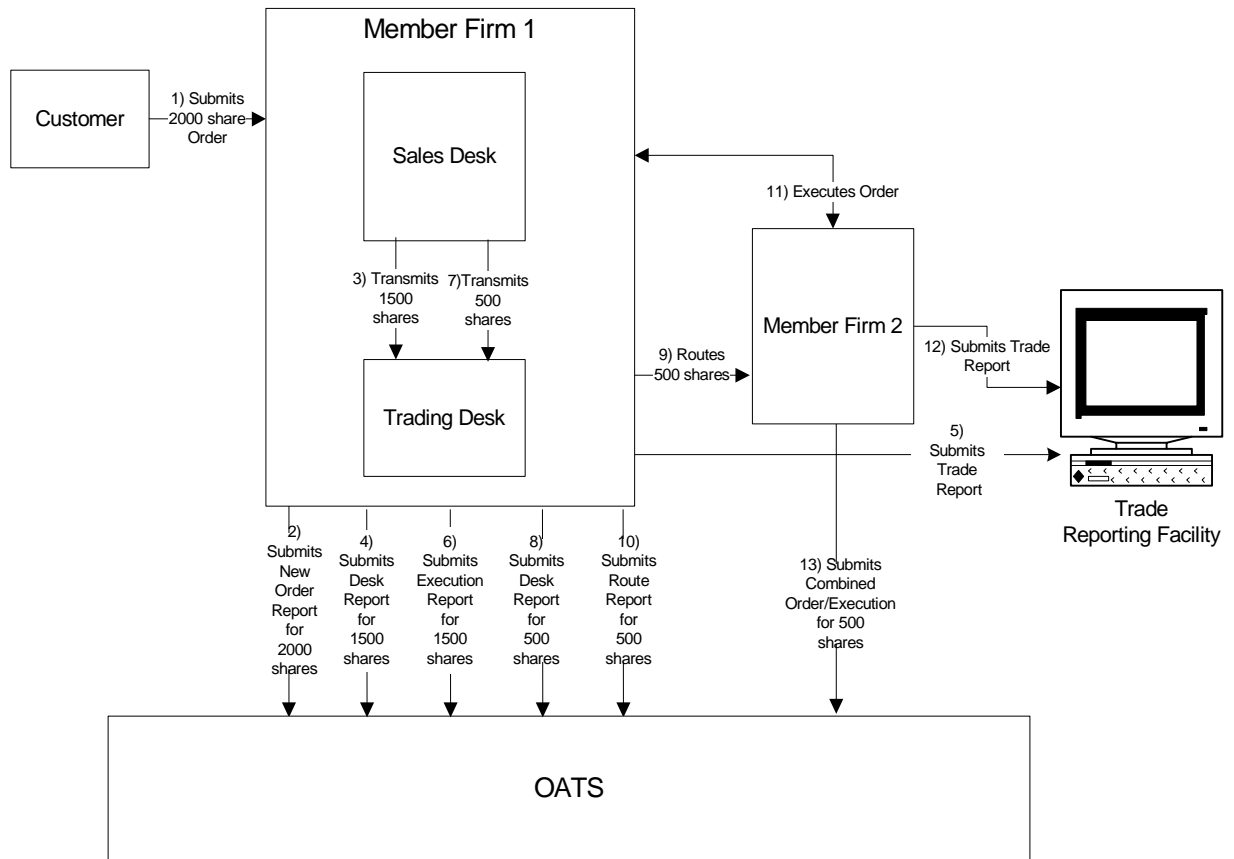 Member Firm 1
Customer
1) Submits
2000 share
Order
Sales Desk
11) Executes Order
3) Transmits
1500
shares
7)Transmits
500
shares
Member Firm 2
12) Submits Trade
Report
9) Routes
500 shares
Trading Desk
5)
Submits
Trade
Report
Trade
Reporting Facility
2)
Submits
New
Order
Report
for
2000
shares
4)
Submits
Desk
Report
for
1500
shares
6)
Submits
Execution
Report
for
1500
shares
8)
Submits
Desk
Report
for
500
shares
10)
Submits
Route
Report
for
500
shares
13) Submits
Combined
Order/Execution
for 500
shares
OATS